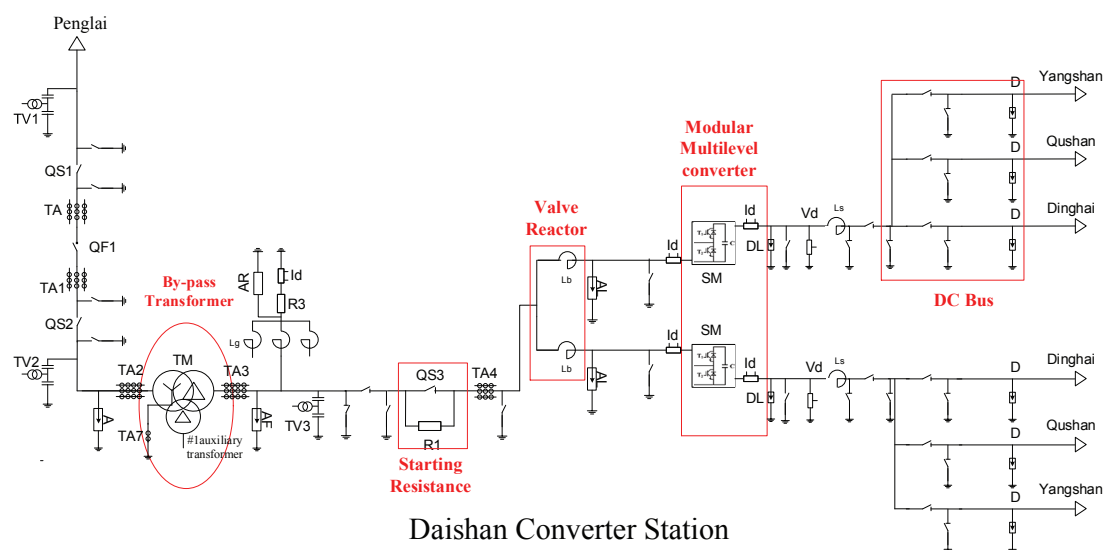 Penglai
TV1
QS1
TA
QF1
TA1
QS2
TV2
By-pass
Transformer
TA2
TM
TA3
A
TA7
#1auxiliary
transformer
AF
AR
Id
R3
Lg
TV3
QS3
R1
TA4
Starting
Resistance
Valve
Reactor
Lb
Lb
AL
AL
Id
Id
Modular
Multilevel
converter
SM
SM
C
C
Id
DL
Vd
Ls
Id
DL
Vd
Ls
D
Yangshan
D
Qushan
D
Dinghai
DC Bus
D
Dinghai
D
Qushan
D
Yangshan
Daishan Converter Station